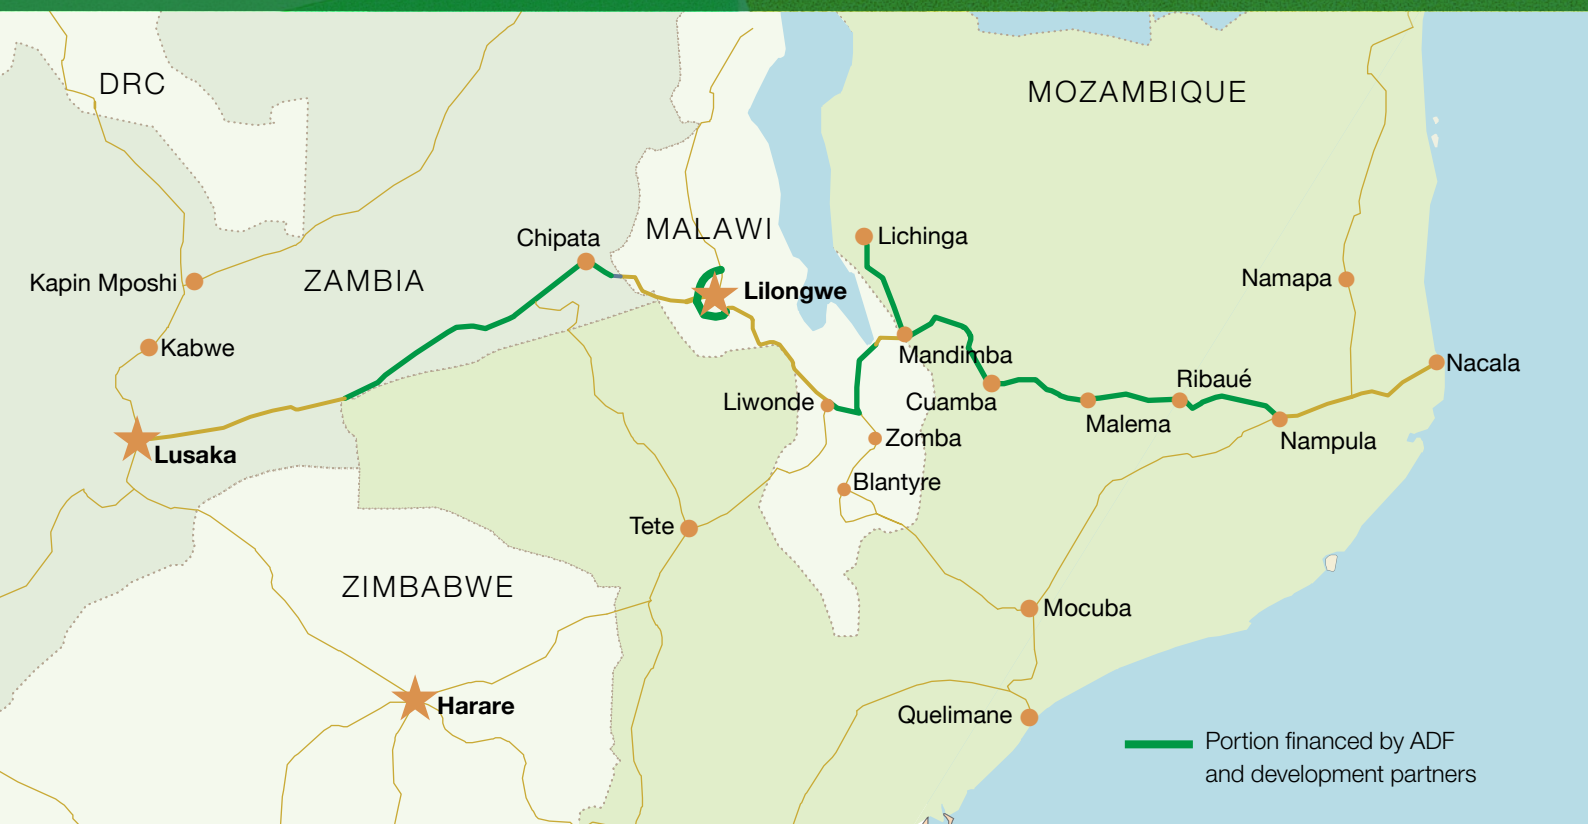 DRC
MOZAMBIQUE
MALAWI
Chipata
Lichinga
ZAMBIA
Kapin Mposhi
Namapa
Lilongwe
Kabwe
Mandimba
Nacala
Ribaué
Liwonde
Cuamba
Malema
Zomba
Nampula
Lusaka
Blantyre
Tete
ZIMBABWE
Mocuba
Harare
Quelimane
Portion financed by ADF
and development partners